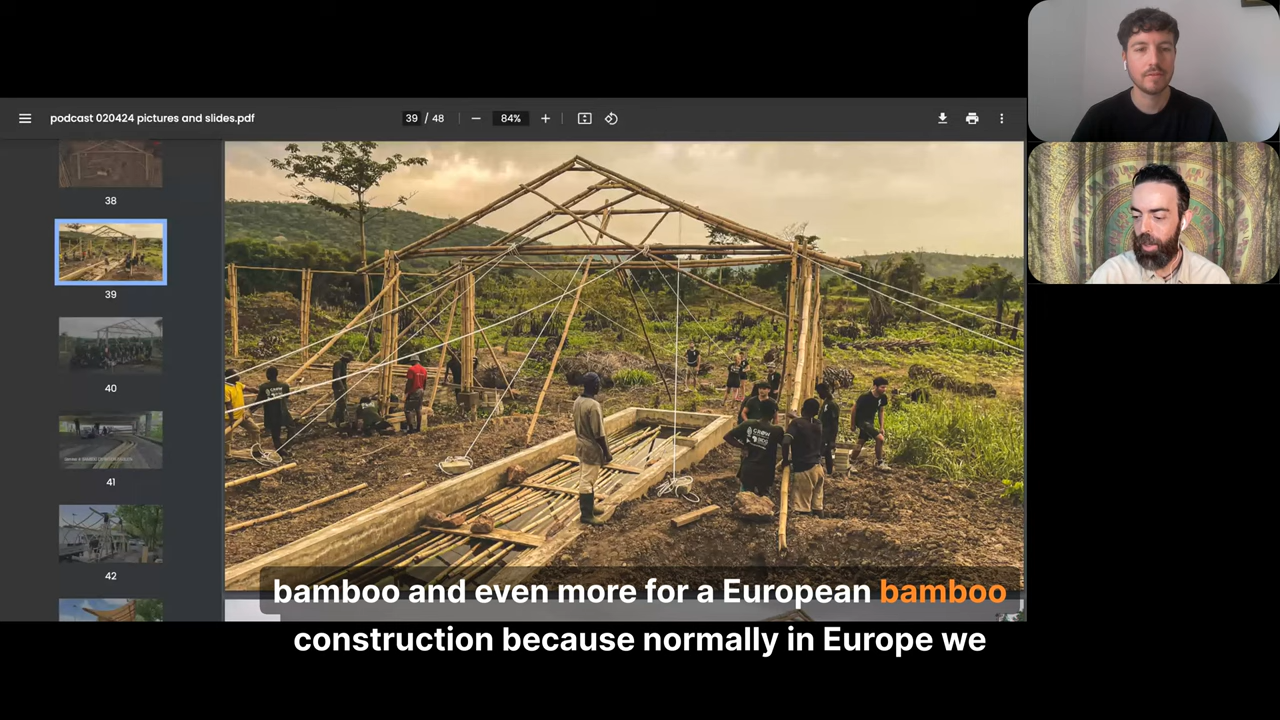 podcast 020424 pictures and slides.pdf
39 / 48
84%
38
39
40
41
42
GROW
bamboo and even more for a European bamboo
construction because normally in Europe we